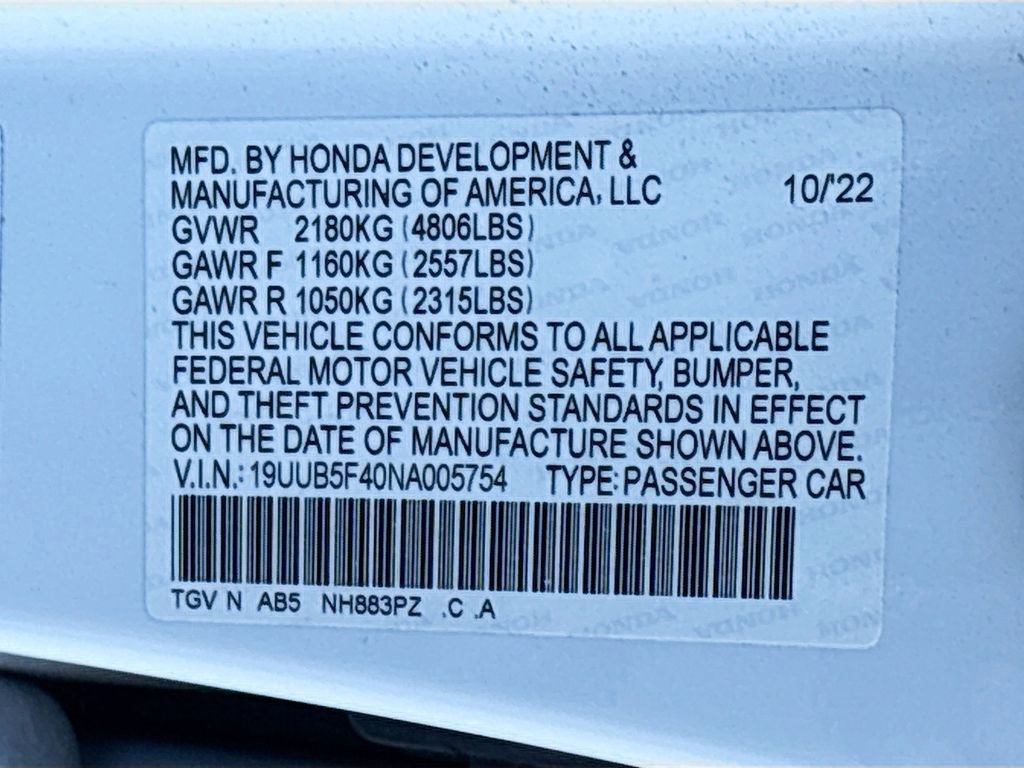 MFD. BY HONDA DEVELOPMENT &
MANUFACTURING OF AMERICA, LLC 10/'22
GVWR 2180KG (4806LBS)
GAWR F 1160KG (2557LBS)
GAWR R 1050KG (2315LBS)
THIS VEHICLE CONFORMS TO ALL APPLICABLE
FEDERAL MOTOR VEHICLE SAFETY, BUMPER,
AND THEFT PREVENTION STANDARDS IN EFFECT
ON THE DATE OF MANUFACTURE SHOWN ABOVE.
V.I.N.: 19UUB5F40NA005754 TYPE: PASSENGER CAR
TGV N AB5 NH883PZ .C .A